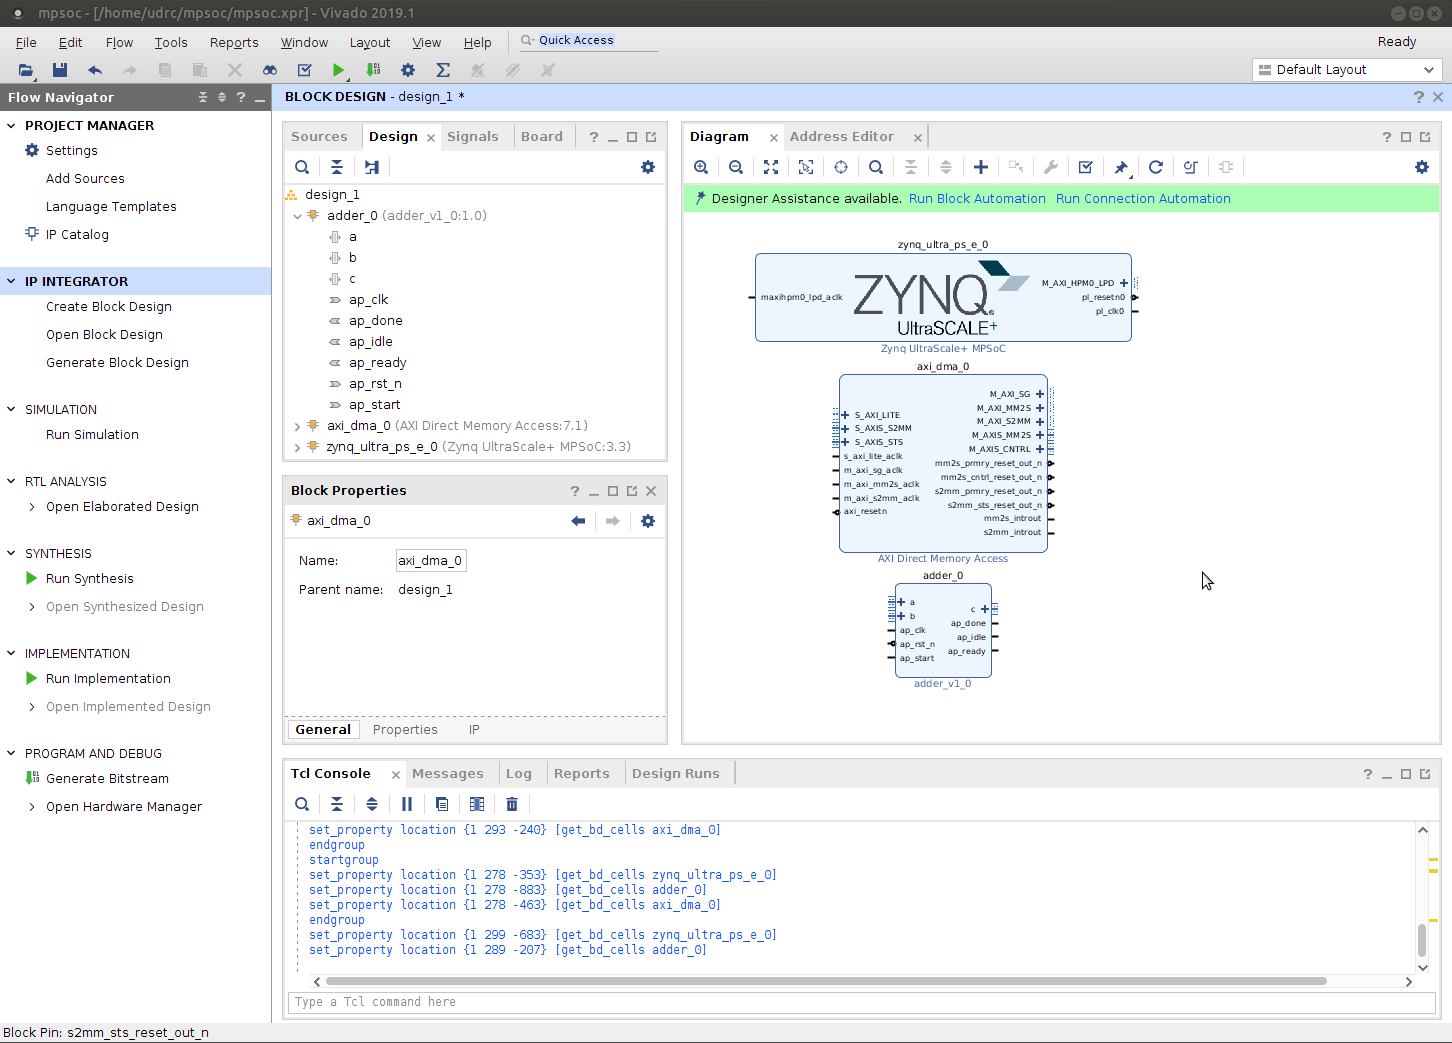 mpsoc - [/home/udrc/mpsoc/mpsoc.xpr] - Vivado 2019.1
File Edit Flow Tools Reports Window Layout View Help Quick Access Ready
Default Layout
Flow Navigator
PROJECT MANAGER
Settings
Add Sources
Language Templates
IP Catalog
IP INTEGRATOR
Create Block Design
Open Block Design
Generate Block Design
SIMULATION
Run Simulation
RTL ANALYSIS
Open Elaborated Design
SYNTHESIS
Run Synthesis
Open Synthesized Design
IMPLEMENTATION
Run Implementation
Open Implemented Design
PROGRAM AND DEBUG
Generate Bitstream
Open Hardware Manager
BLOCK DESIGN - design_1 *
Sources Design Signals Board
design_1
adder_0 (adder_v1_0:1.0)
a
b
c
ap_clk
ap_done
ap_idle
ap_ready
ap_rst_n
ap_start
axi_dma_0 (AXI Direct Memory Access:7.1)
zynq_ultra_ps_e_0 (Zynq UltraScale+ MPSoC:3.3)
Block Properties
axi_dma_0
Name: axi_dma_0
Parent name: design_1
General Properties IP
Diagram Address Editor
Designer Assistance available. Run Block Automation Run Connection Automation
zynq_ultra_ps_e_0
maxihpm0_lpd_aclk
ZYNQ
UltraSCALE+
M_AXI_HPM0_LPD
pl_resetn0
pl_clk0
Zynq UltraScale+ MPSoC
axi_dma_0
S_AXI_LITE
S_AXIS_S2MM
S_AXIS_STS
s_axi_lite_aclk
m_axi_sg_aclk
m_axi_mm2s_aclk
m_axi_s2mm_aclk
axi_resetn
M_AXI_SG
M_AXI_MM2S
M_AXI_S2MM
M_AXIS_MM2S
M_AXIS_CNTRL
mm2s_prmry_reset_out_n
mm2s_cntrl_reset_out_n
s2mm_prmry_reset_out_n
s2mm_sts_reset_out_n
mm2s_introut
s2mm_introut
AXI Direct Memory Access
adder_0
a
b
ap_clk
ap_rst_n
ap_start
c
ap_done
ap_idle
ap_ready
adder_v1_0
Tcl Console Messages Log Reports Design Runs
set_property location {1 293 -240} [get_bd_cells axi_dma_0]
endgroup
startgroup
set_property location {1 278 -353} [get_bd_cells zynq_ultra_ps_e_0]
set_property location {1 278 -883} [get_bd_cells adder_0]
set_property location {1 278 -463} [get_bd_cells axi_dma_0]
endgroup
set_property location {1 299 -683} [get_bd_cells zynq_ultra_ps_e_0]
set_property location {1 289 -207} [get_bd_cells adder_0]
Type a Tcl command here
Block Pin: s2mm_sts_reset_out_n